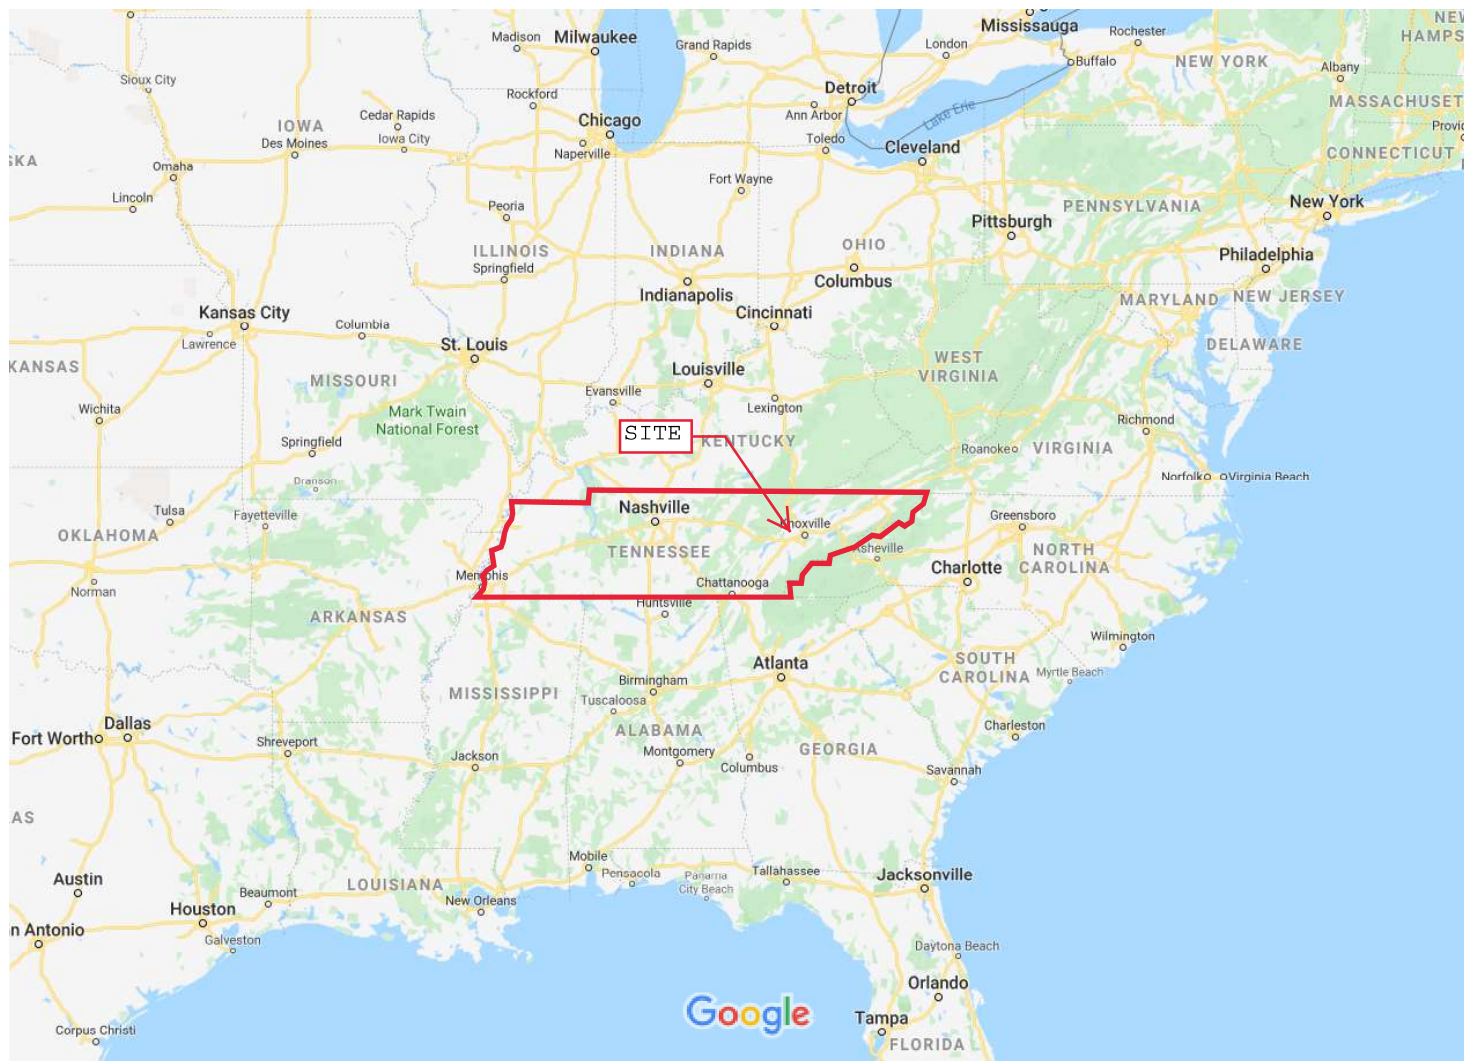 Mississauga
Rochester
NEW
HAMPS
Madison
Milwaukee
Grand Rapids
London
Buffalo
NEW YORK
Albany
Sioux City
Rockford
Detroit
Ann Arbor
Lake Erie
MASSACHUSET
Cedar Rapids
IOWA
Des Moines
Iowa City
Chicago
Naperville
Toledo
Cleveland
Provi
CONNECTICUT
SKA
Omaha
Lincoln
Fort Wayne
Peoria
PENNSYLVANIA
New York
Pittsburgh
ILLINOIS
Springfield
INDIANA
OHIO
Columbus
Philadelphia
Indianapolis
MARYLAND
NEW JERSEY
Kansas City
Lawrence
Columbia
Cincinnati
St. Louis
DELAWARE
KANSAS
MISSOURI
Louisville
WEST
VIRGINIA
Evansville
Wichita
Mark Twain
National Forest
Lexington
Richmond
SITE
KENTUCKY
Springfield
Roanoke
VIRGINIA
Norfolk
Virginia Beach
Branson
Tulsa
Fayetteville
Nashville
Knoxville
Greensboro
OKLAHOMA
TENNESSEE
Asheville
NORTH
CAROLINA
Charlotte
Memphis
Chattanooga
Norman
Huntsville
ARKANSAS
Wilmington
Atlanta
SOUTH
CAROLINA
Myrtle Beach
Birmingham
MISSISSIPPI
Tuscaloosa
Dallas
Fort Worth
Shreveport
ALABAMA
Charleston
Jackson
Montgomery
Columbus
GEORGIA
Savannah
AS
Mobile
Pensacola
Panama
City Beach
Tallahassee
Jacksonville
Austin
LOUISIANA
Beaumont
New Orleans
Houston
n Antonio
Galveston
Daytona Beach
Orlando
Google
Tampa
Corpus Christi
FLORIDA